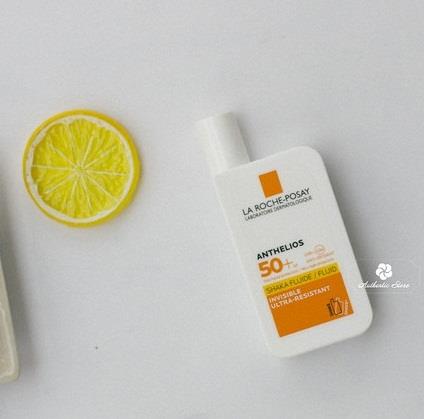 LA ROCHE-POSAY
LABORATOIRE DERMATOLOGIQUE
ANTHELIOS
50+
SHAKA FLUIDE / FLUID
INVISIBLE
ULTRA-RESISTANT
Authentic Store